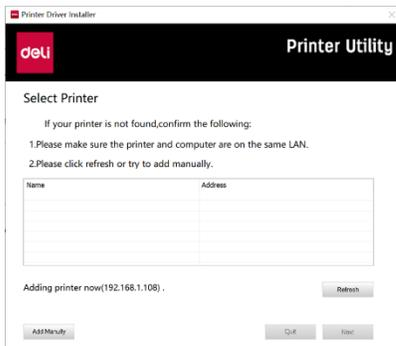 Printer Driver Installer
deli
Printer Utility
Select Printer
If your printer is not found,confirm the following:
1.Please make sure the printer and computer are on the same LAN.
2.Please click refresh or try to add manually.
Name Address
Adding printer now(192.168.1.108) .
Refresh
Add Manully Quit Next